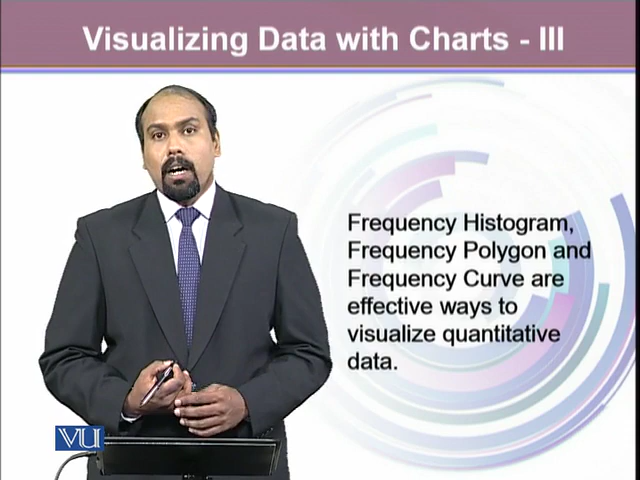 Visualizing Data with Charts - III
Frequency Histogram,
Frequency Polygon and
Frequency Curve are
effective ways to
visualize quantitative
data.
VU